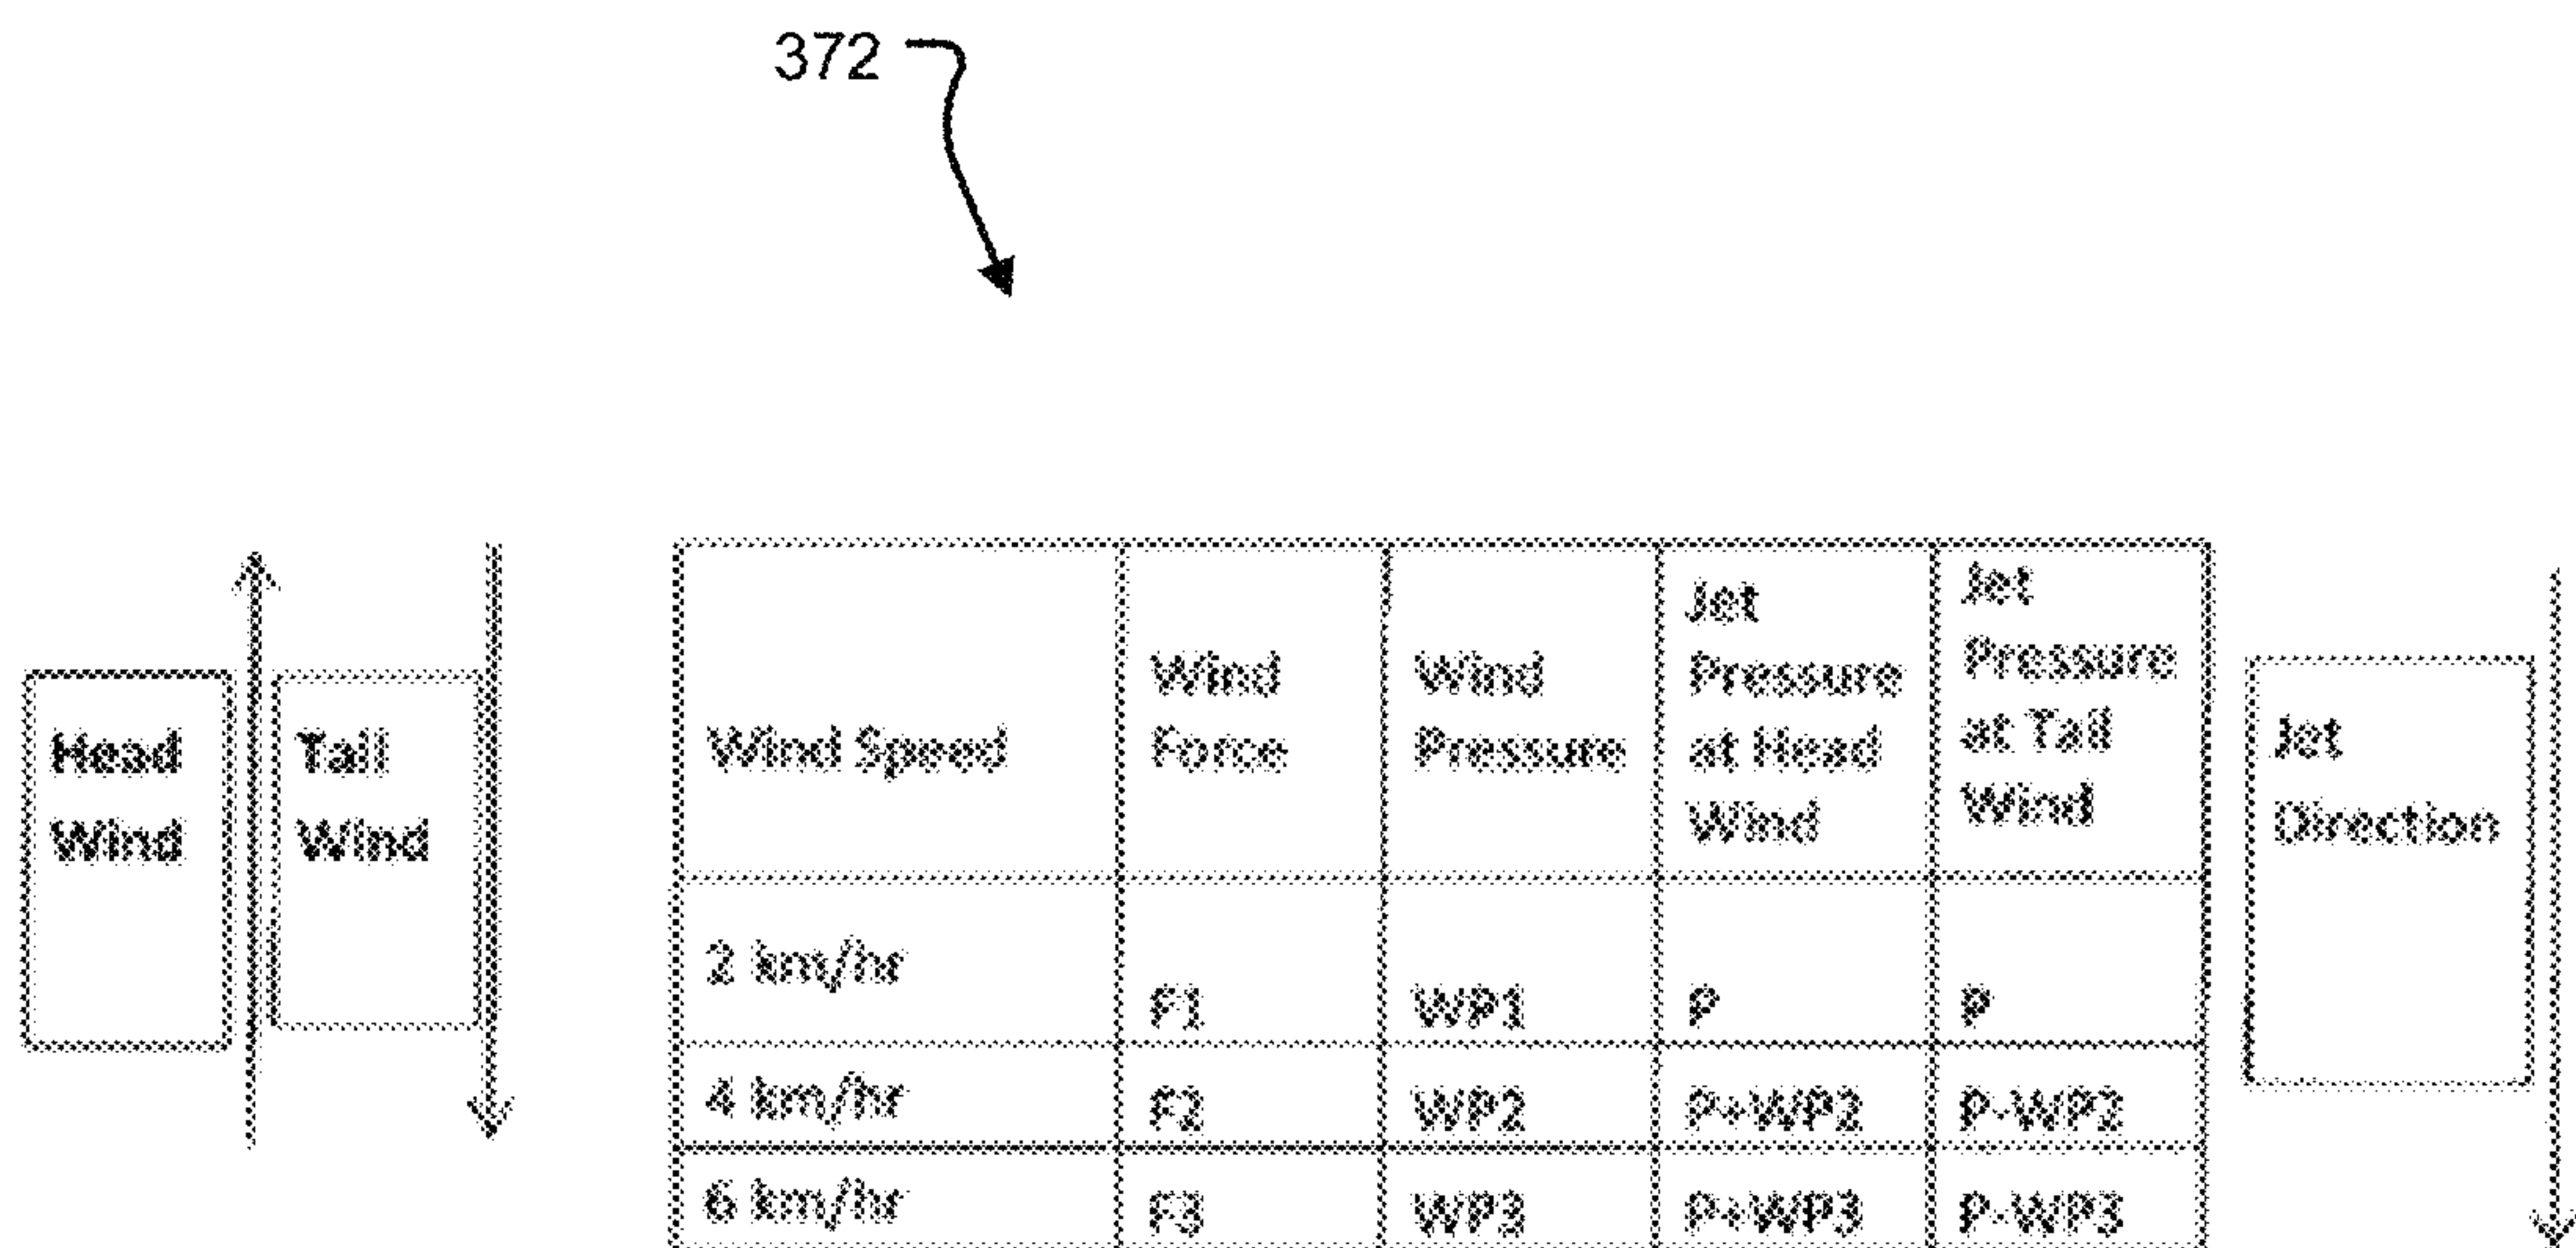 372
Head
Wind
Tail
Wind
Wind Speed
Wind
Force
Wind
Pressure
Jet
Pressure
at Head
Wind
Jet
Pressure
at Tail
Wind
2 km/hr
F1
WP1
P
P
4 km/hr
F2
WP2
P+WP2
P-WP2
6 km/hr
F3
WP3
P+WP3
P-WP3
Jet
Direction